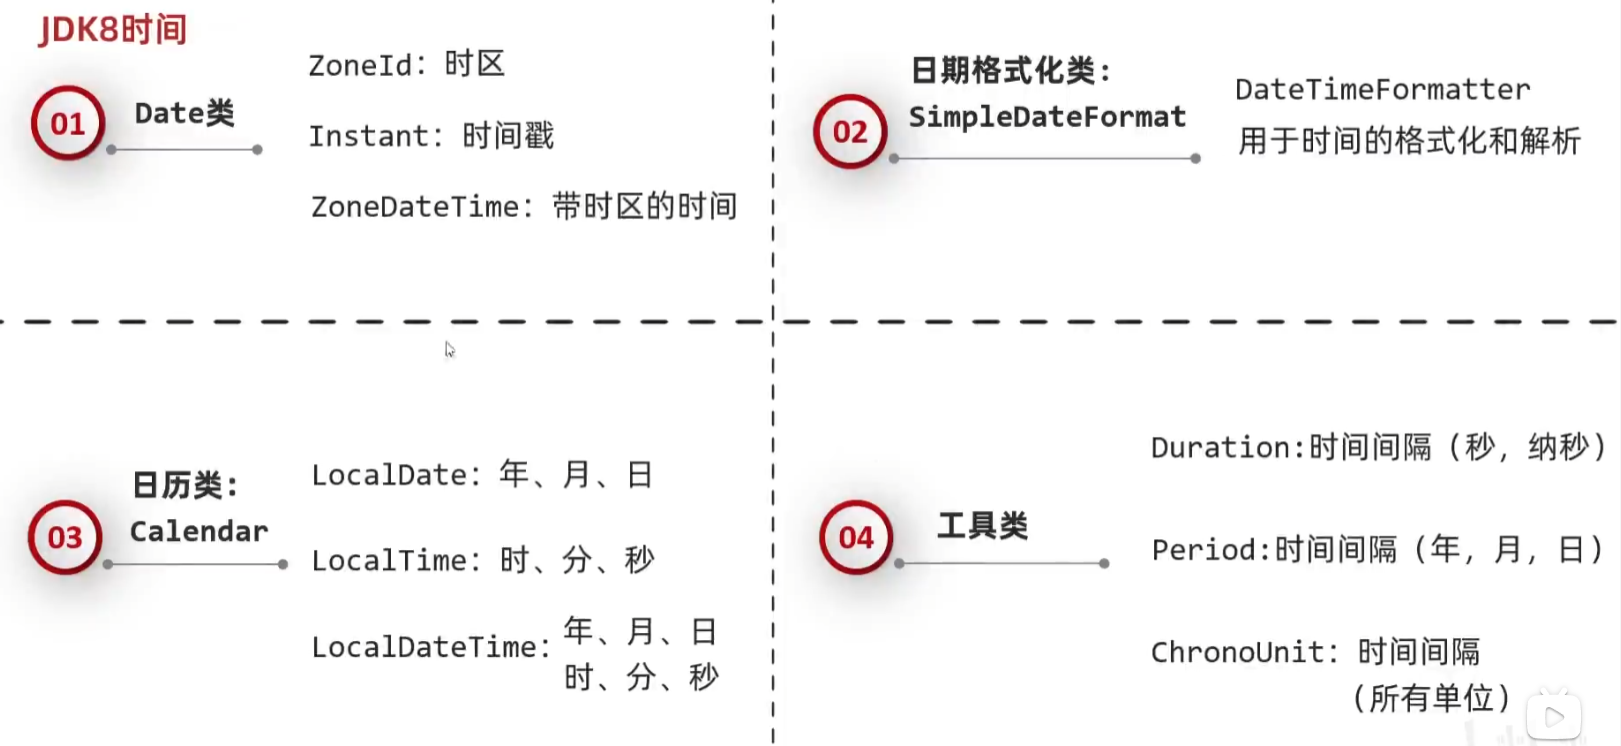 JDK8时间
01
Date类
ZoneId：时区
Instant：时间戳
ZoneDateTime：带时区的时间
02
日期格式化类：
SimpleDateFormat
DateTimeFormatter
用于时间的格式化和解析
03
日历类：
Calendar
LocalDate：年、月、日
LocalTime：时、分、秒
LocalDateTime：年、月、日
时、分、秒
04
工具类
Duration:时间间隔（秒，纳秒）
Period:时间间隔（年，月，日）
ChronoUnit：时间间隔
（所有单位）